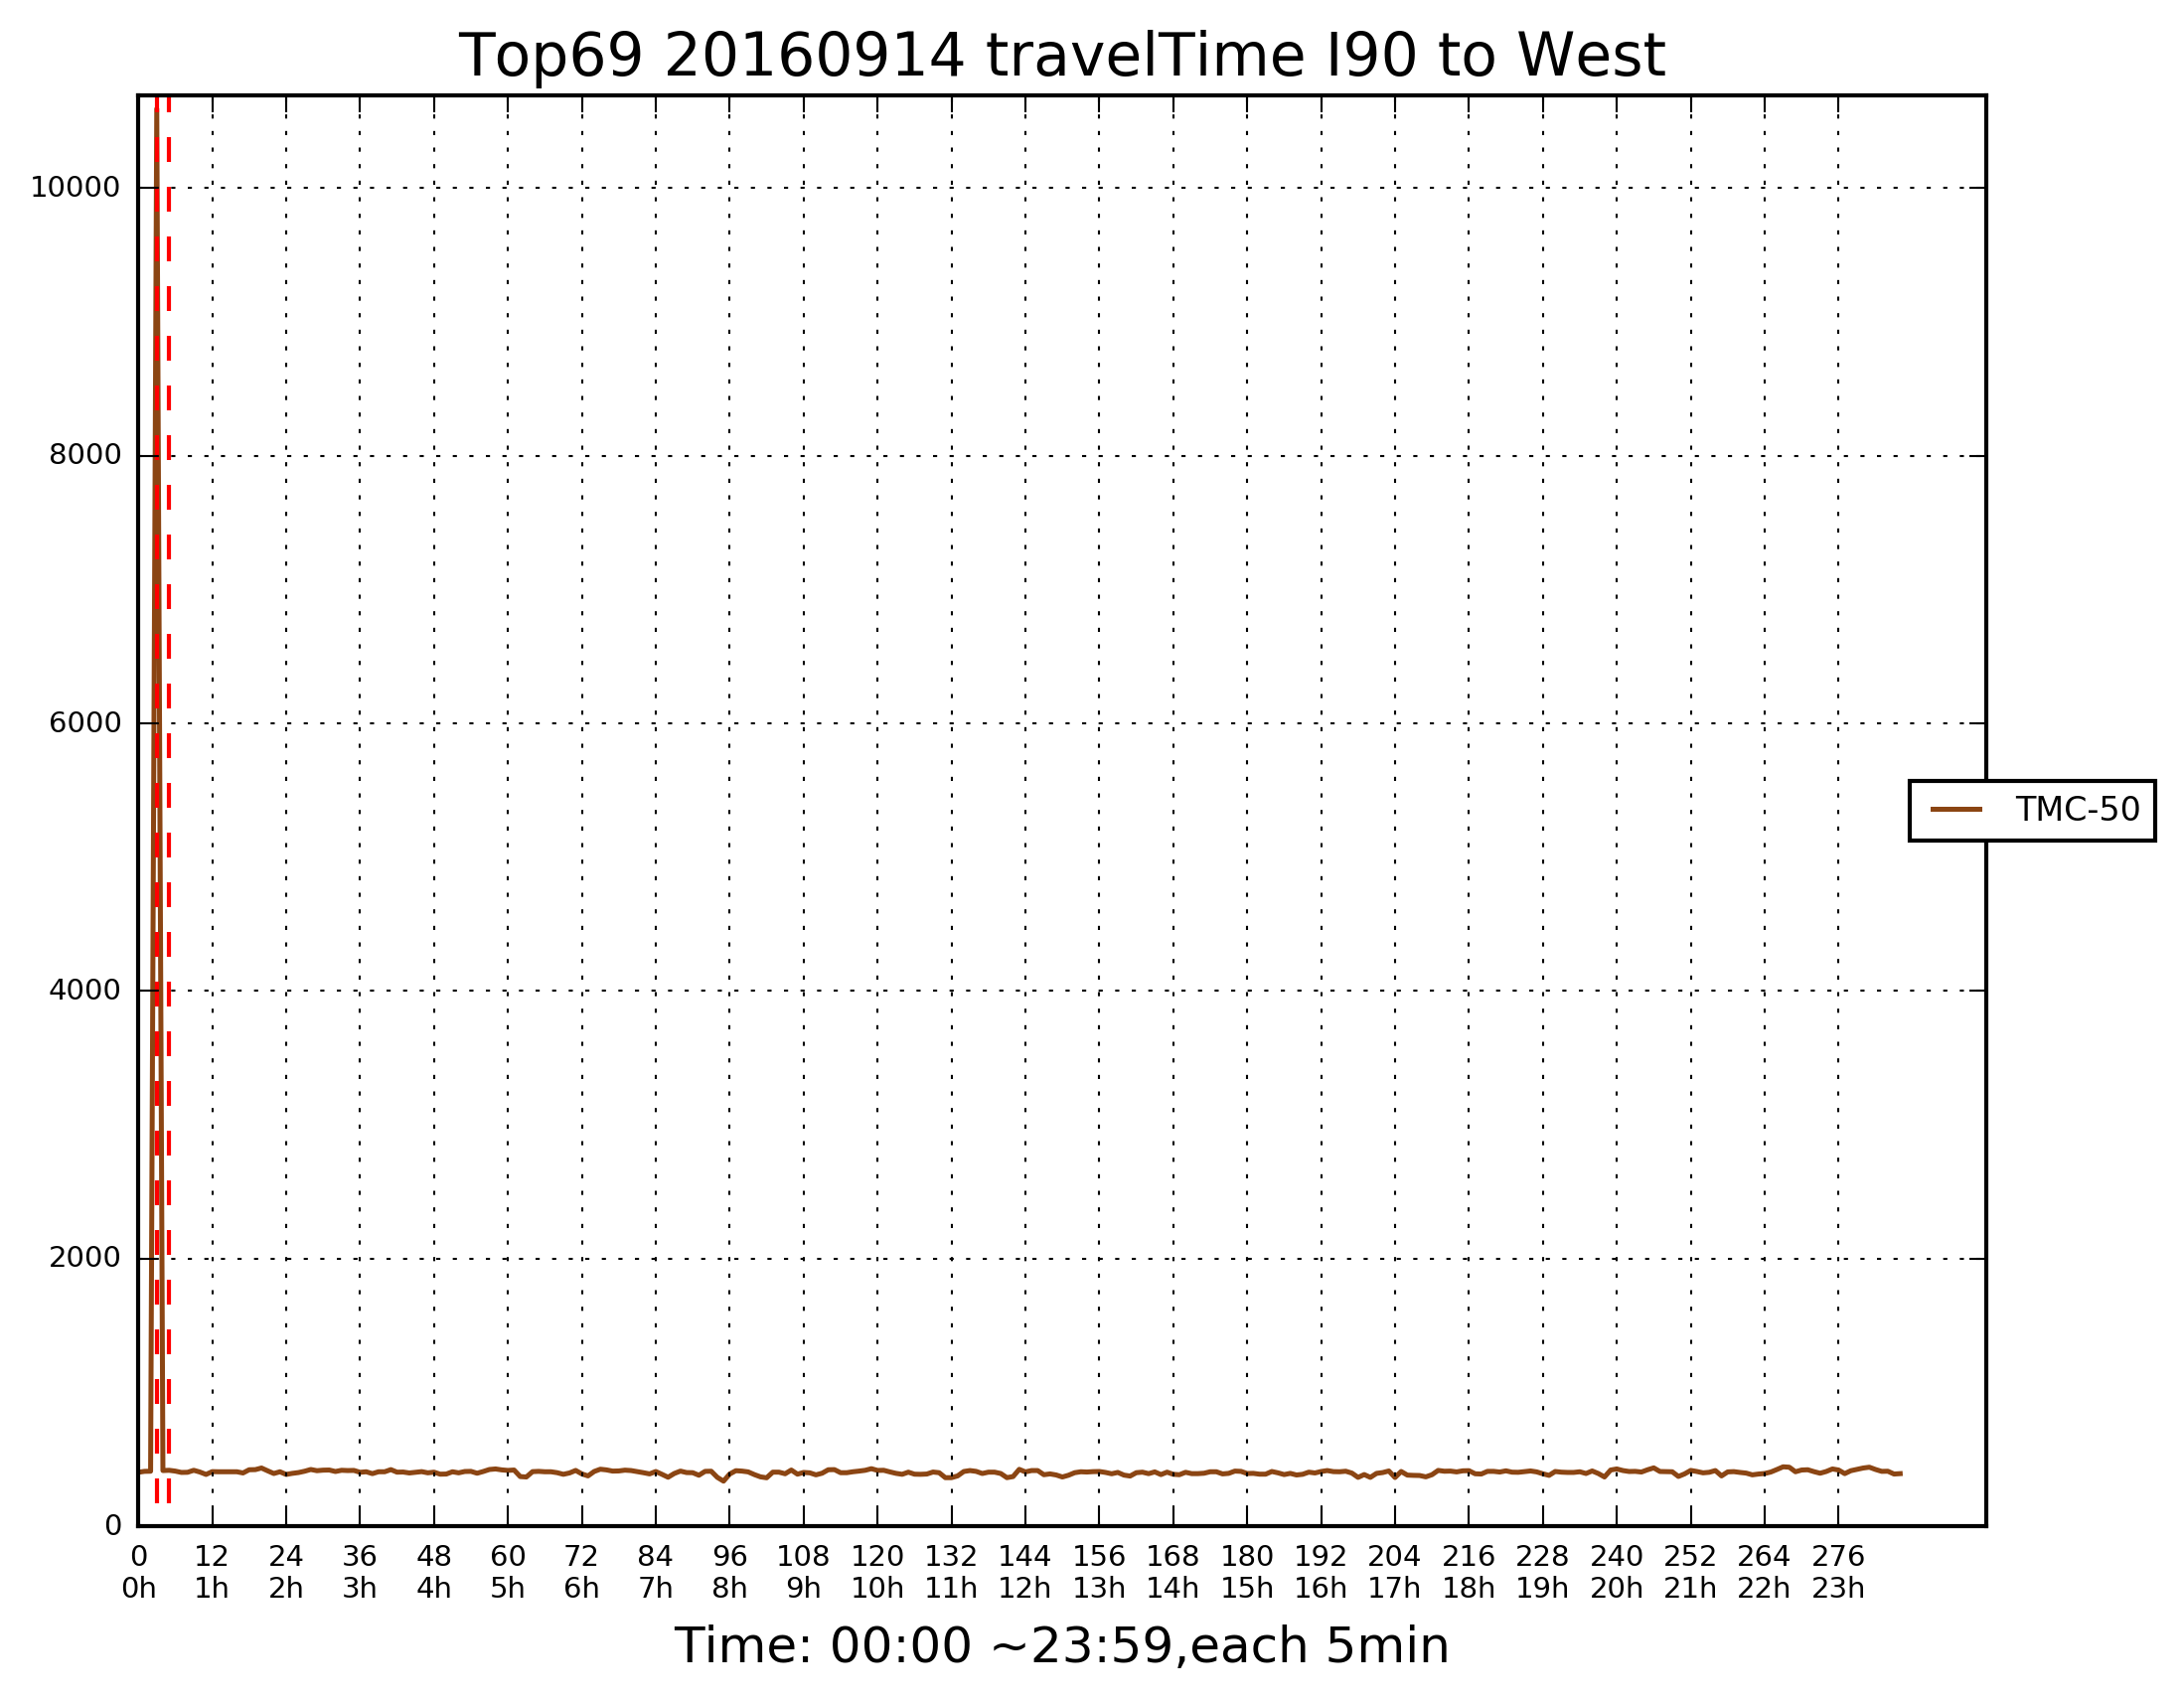 Top69 20160914 travelTime I90 to West
10000
8000
6000
4000
2000
0
TMC-50
0 12 24 36 48 60 72 84 96 108 120 132 144 156 168 180 192 204 216 228 240 252 264 276
0h 1h 2h 3h 4h 5h 6h 7h 8h 9h 10h 11h 12h 13h 14h 15h 16h 17h 18h 19h 20h 21h 22h 23h
Time: 00:00 ~23:59,each 5min